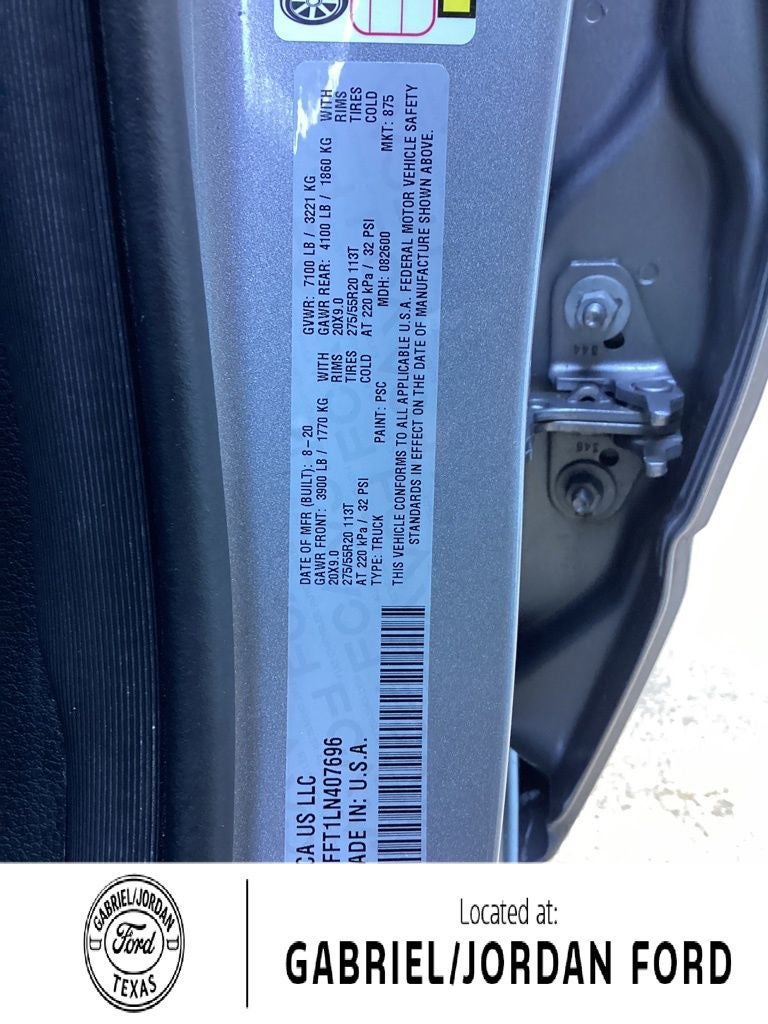 FCA US LLC
FFT1LN407696
MADE IN: U.S.A.
DATE OF MFR (BUILT): 8-20 GVWR: 7100 LB / 3221 KG
GAWR FRONT: 3900 LB / 1770 KG WITH GAWR REAR: 4100 LB / 1860 KG WITH
20X9.0 RIMS 20X9.0 RIMS
275/55R20 113T TIRES 275/55R20 113T TIRES
AT 220 kPa / 32 PSI COLD AT 220 kPa / 32 PSI COLD
TYPE: TRUCK PAINT: PSC MDH: 082600 MKT: 875
THIS VEHICLE CONFORMS TO ALL APPLICABLE U.S.A. FEDERAL MOTOR VEHICLE SAFETY
STANDARDS IN EFFECT ON THE DATE OF MANUFACTURE SHOWN ABOVE.
344
346
GABRIEL/JORDAN
Ford
TEXAS
Located at:
GABRIEL/JORDAN FORD